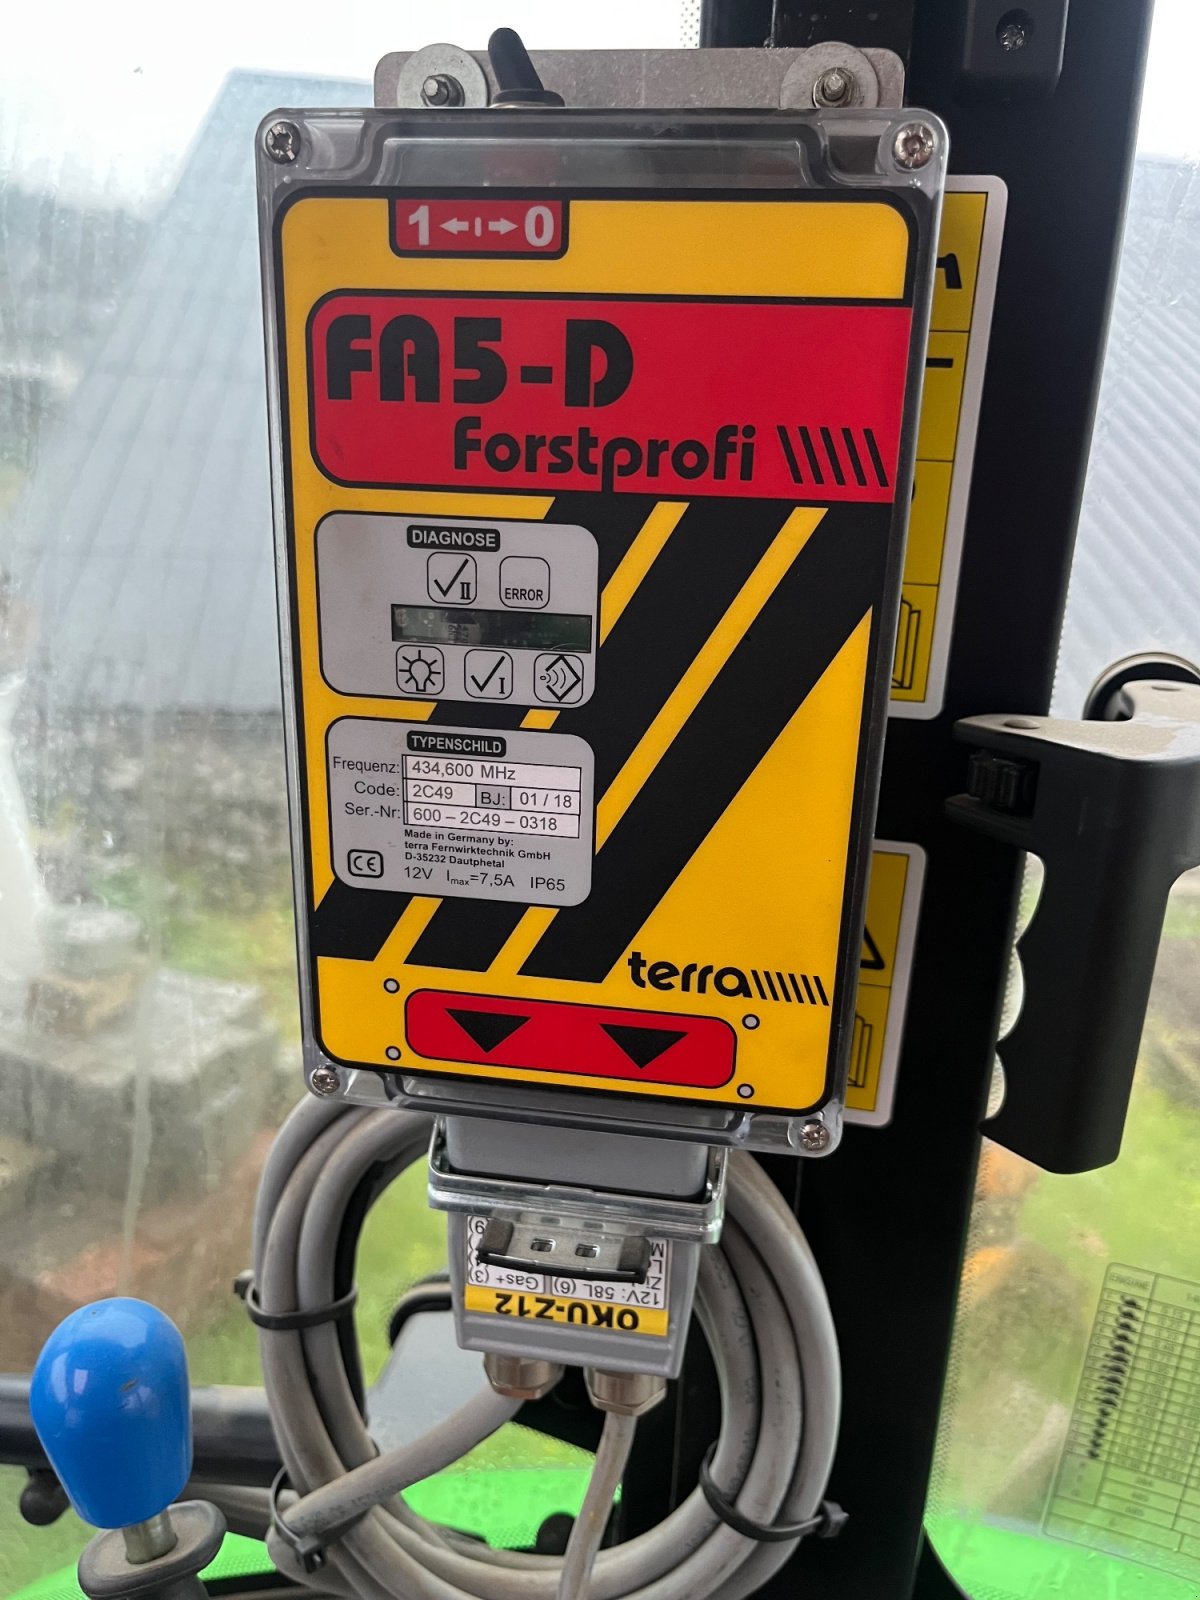 1 ←ı→ 0
FA5-D
Forstprofi
DIAGNOSE
II
ERROR
I
TYPENSCHILD
Frequenz: 434,600 MHz
Code: 2C49 BJ: 01 / 18
Ser.-Nr: 600 – 2C49 – 0318
Made in Germany by:
terra Fernwirktechnik GmbH
D-35232 Dautphetal
CE 12V Imax=7,5A IP65
terra
OKU-Z12
12V: 58L (6) Gas+ (3)